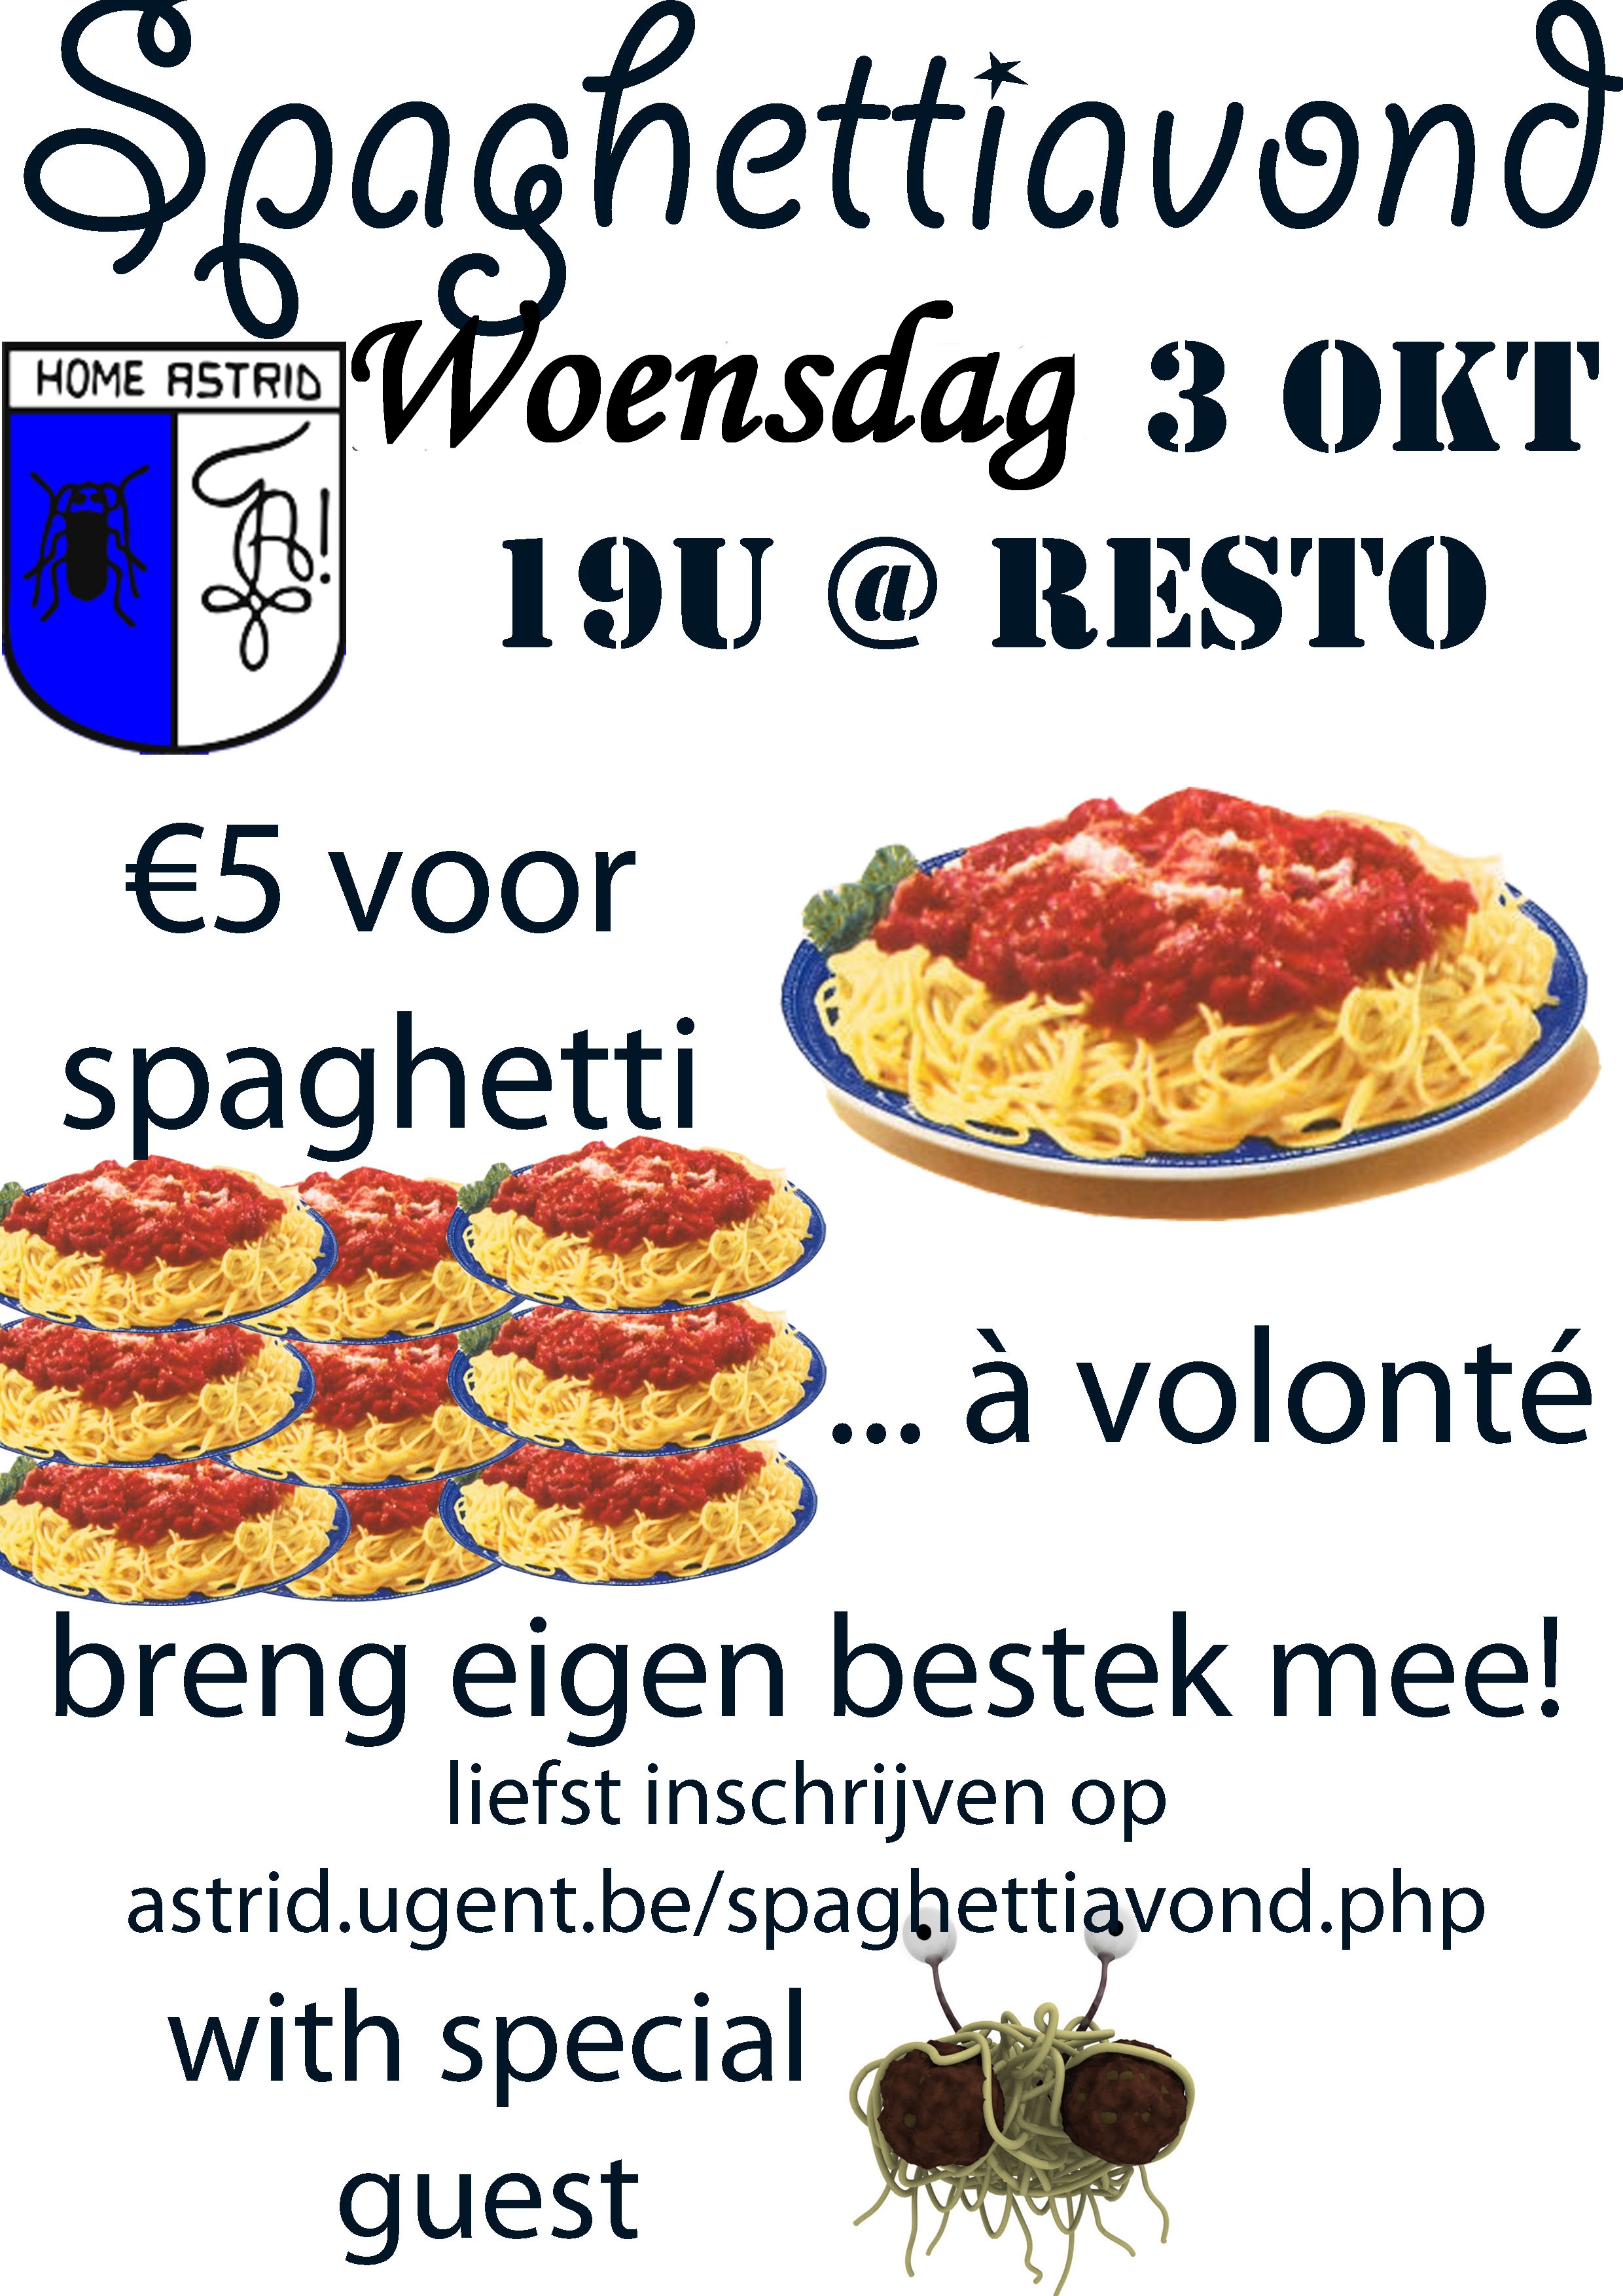 Spaghettiavond
HOME ASTRID
Woensdag 3 OKT
19U @ RESTO
€5 voor
spaghetti
... à volonté
breng eigen bestek mee!
liefst inschrijven op
astrid.ugent.be/spaghettiavond.php
with special
guest